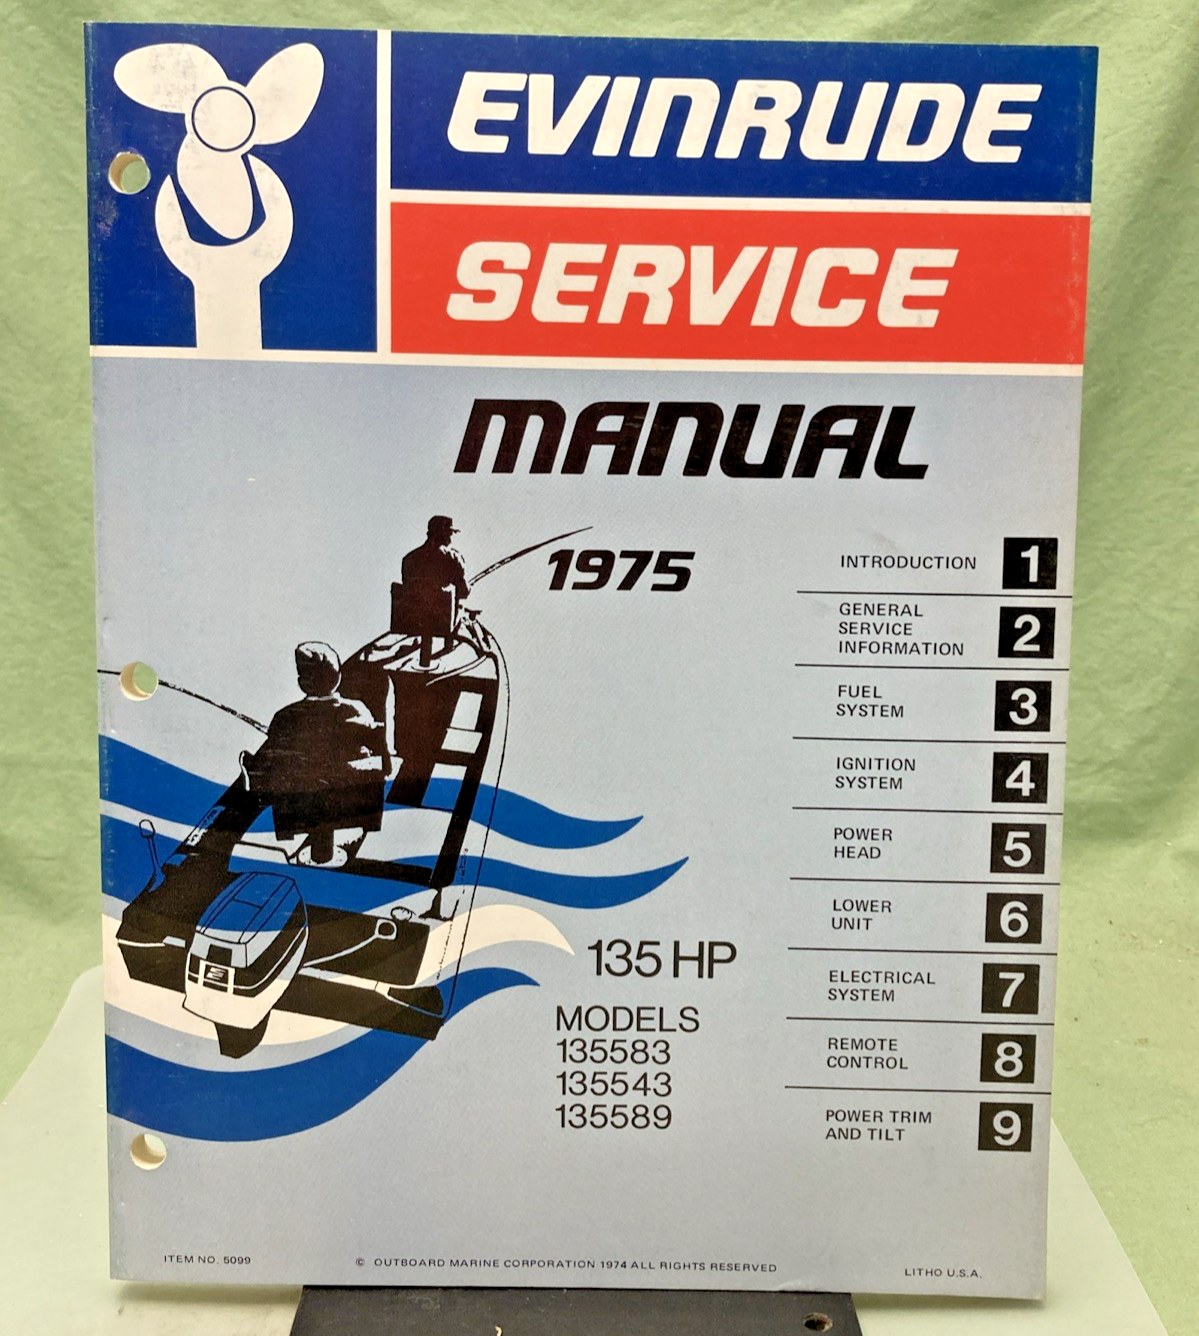 EVINRUDE
SERVICE
MANUAL
1975
INTRODUCTION 1
GENERAL
SERVICE
INFORMATION 2
FUEL
SYSTEM 3
IGNITION
SYSTEM 4
POWER
HEAD 5
LOWER
UNIT 6
ELECTRICAL
SYSTEM 7
REMOTE
CONTROL 8
POWER TRIM
AND TILT 9
135 HP
MODELS
135583
135543
135589
E
ITEM NO. 5099
© OUTBOARD MARINE CORPORATION 1974 ALL RIGHTS RESERVED
LITHO U.S.A.